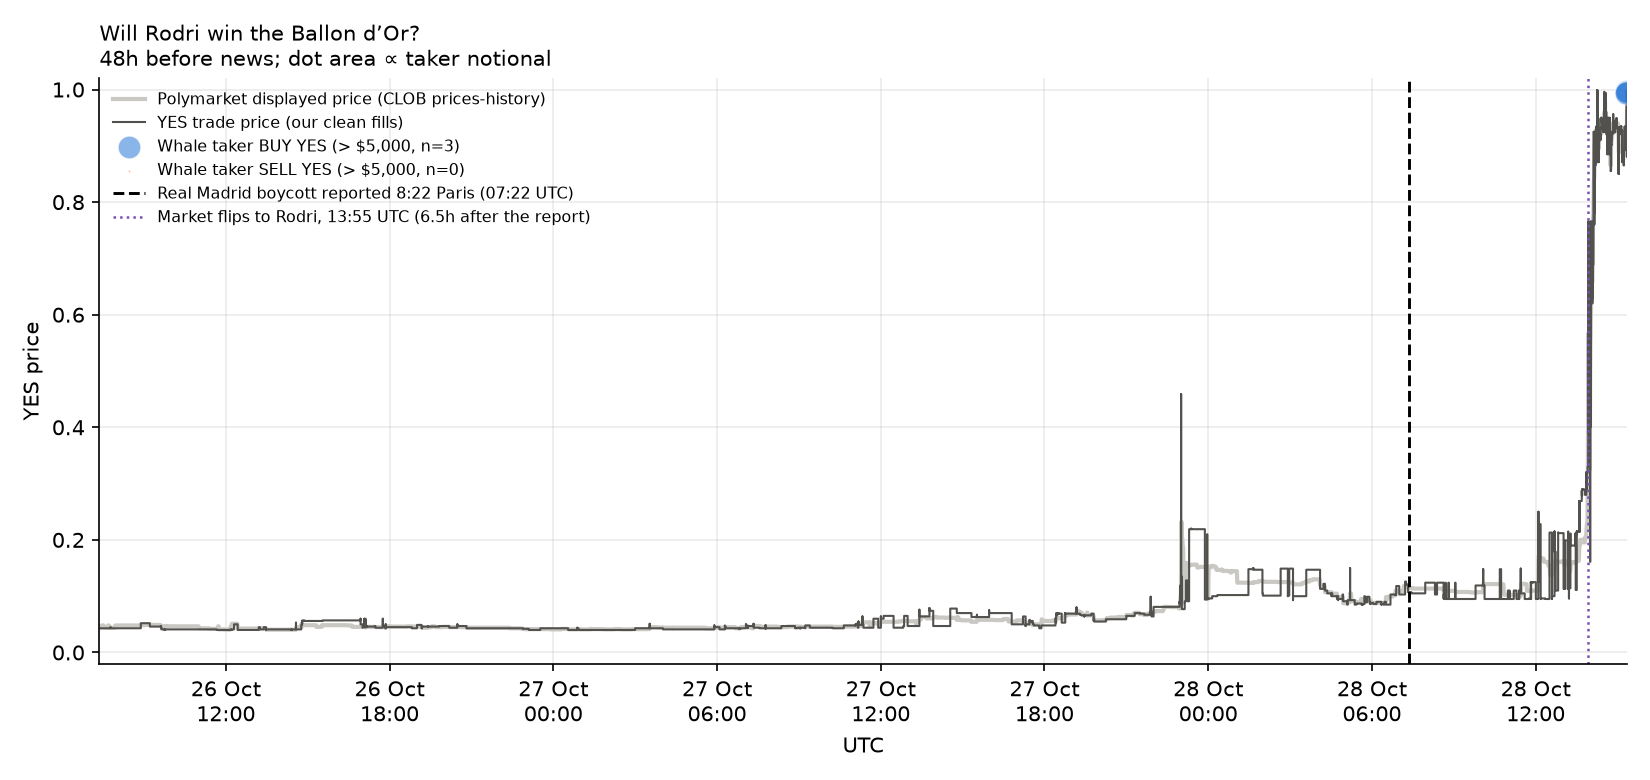 Will Rodri win the Ballon d’Or?
48h before news; dot area ∝ taker notional
Polymarket displayed price (CLOB prices-history)
YES trade price (our clean fills)
Whale taker BUY YES (> $5,000, n=3)
Whale taker SELL YES (> $5,000, n=0)
Real Madrid boycott reported 8:22 Paris (07:22 UTC)
Market flips to Rodri, 13:55 UTC (6.5h after the report)
YES price
1.0
0.8
0.6
0.4
0.2
0.0
26 Oct 26 Oct 27 Oct 27 Oct 27 Oct 27 Oct 28 Oct 28 Oct 28 Oct
12:00 18:00 00:00 06:00 12:00 18:00 00:00 06:00 12:00
UTC